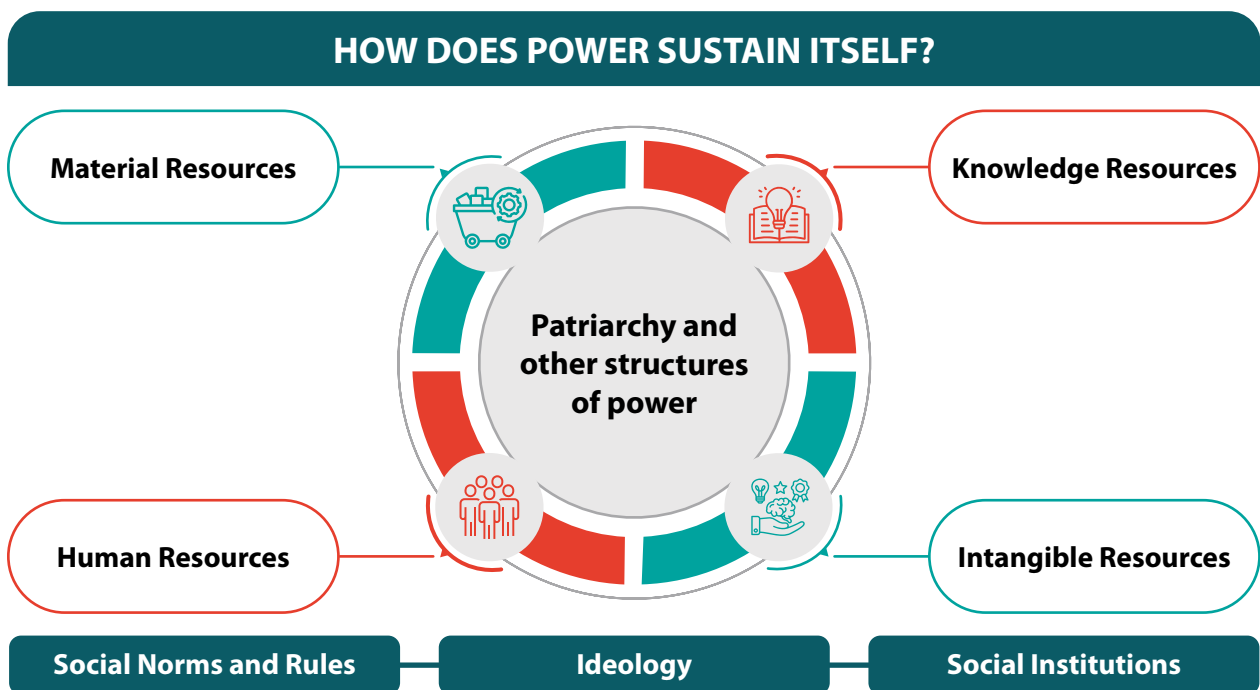 HOW DOES POWER SUSTAIN ITSELF?
Material Resources
Knowledge Resources
Patriarchy and
other structures
of power
Human Resources
Intangible Resources
Social Norms and Rules
Ideology
Social Institutions